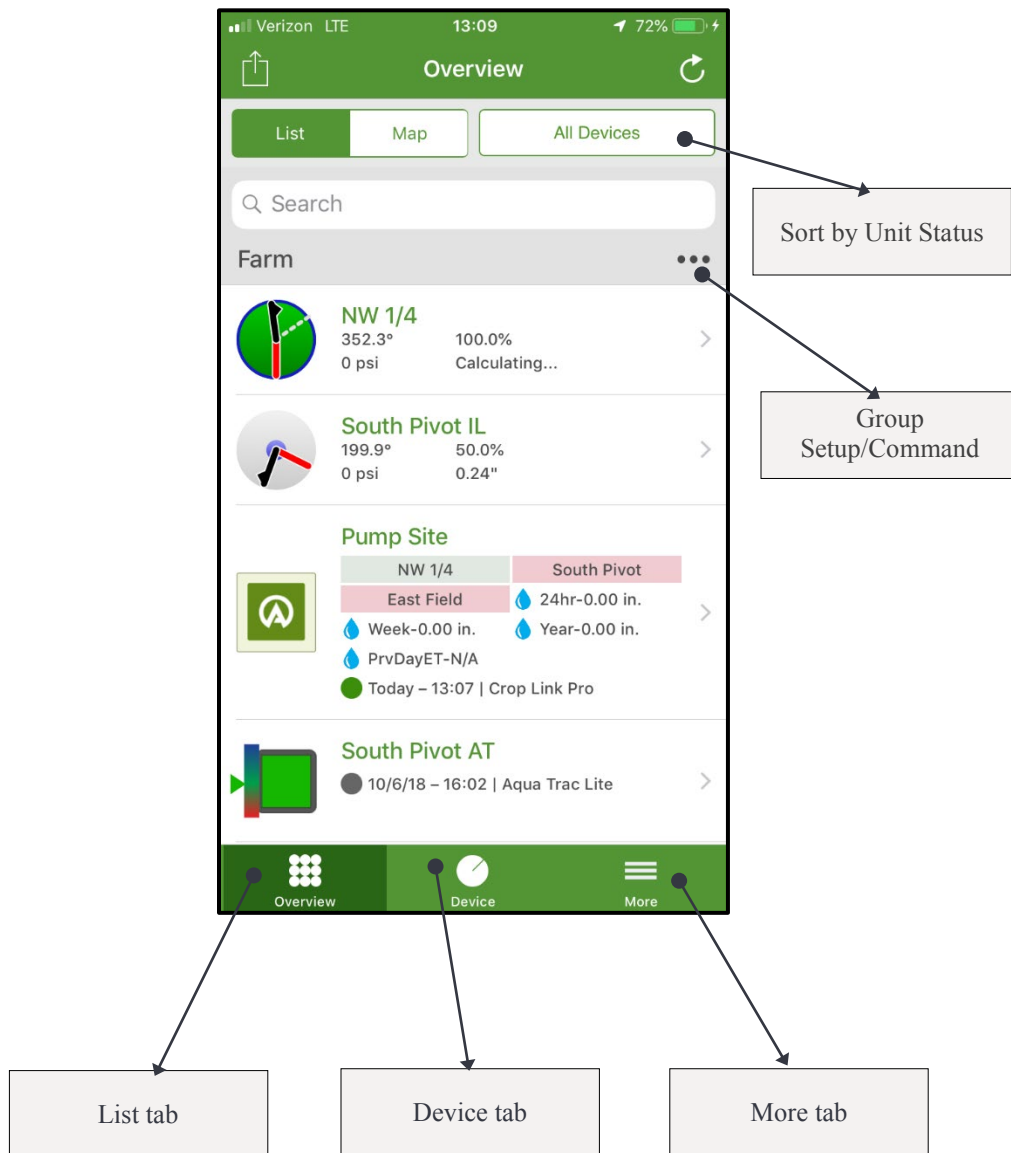 Verizon LTE 13:09 72%
Overview
List Map All Devices
Search
Sort by Unit Status
Farm
NW 1/4
352.3° 100.0%
0 psi Calculating...
Group
Setup/Command
South Pivot IL
199.9° 50.0%
0 psi 0.24"
Pump Site
NW 1/4 South Pivot
East Field 24hr-0.00 in.
Week-0.00 in. Year-0.00 in.
PrvDayET-N/A
Today – 13:07 | Crop Link Pro
South Pivot AT
10/6/18 – 16:02 | Aqua Trac Lite
Overview Device More
List tab Device tab More tab